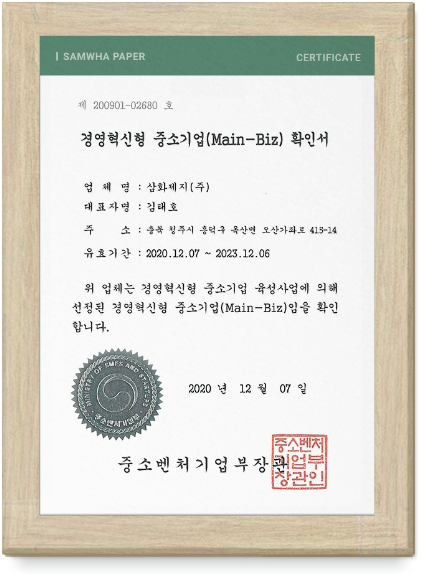 SAMWHA PAPER
CERTIFICATE
제 200901-02680 호
경영혁신형 중소기업(Main-Biz) 확인서
업 체 명 : 삼화제지(주)
대표자명 : 김태호
주 소 : 충북 청주시 흥덕구 옥산면 오산가좌로 415-14
유효기간 : 2020.12.07 ~ 2023.12.06
위 업체는 경영혁신형 중소기업 육성사업에 의해
선정된 경영혁신형 중소기업(Main-Biz)임을 확인
합니다.
MINISTRY OF SMES AND STARTUPS
중소벤처기업부
2020 년 12 월 07 일
중소벤처기업부장관
중소벤처
기업부
장관인